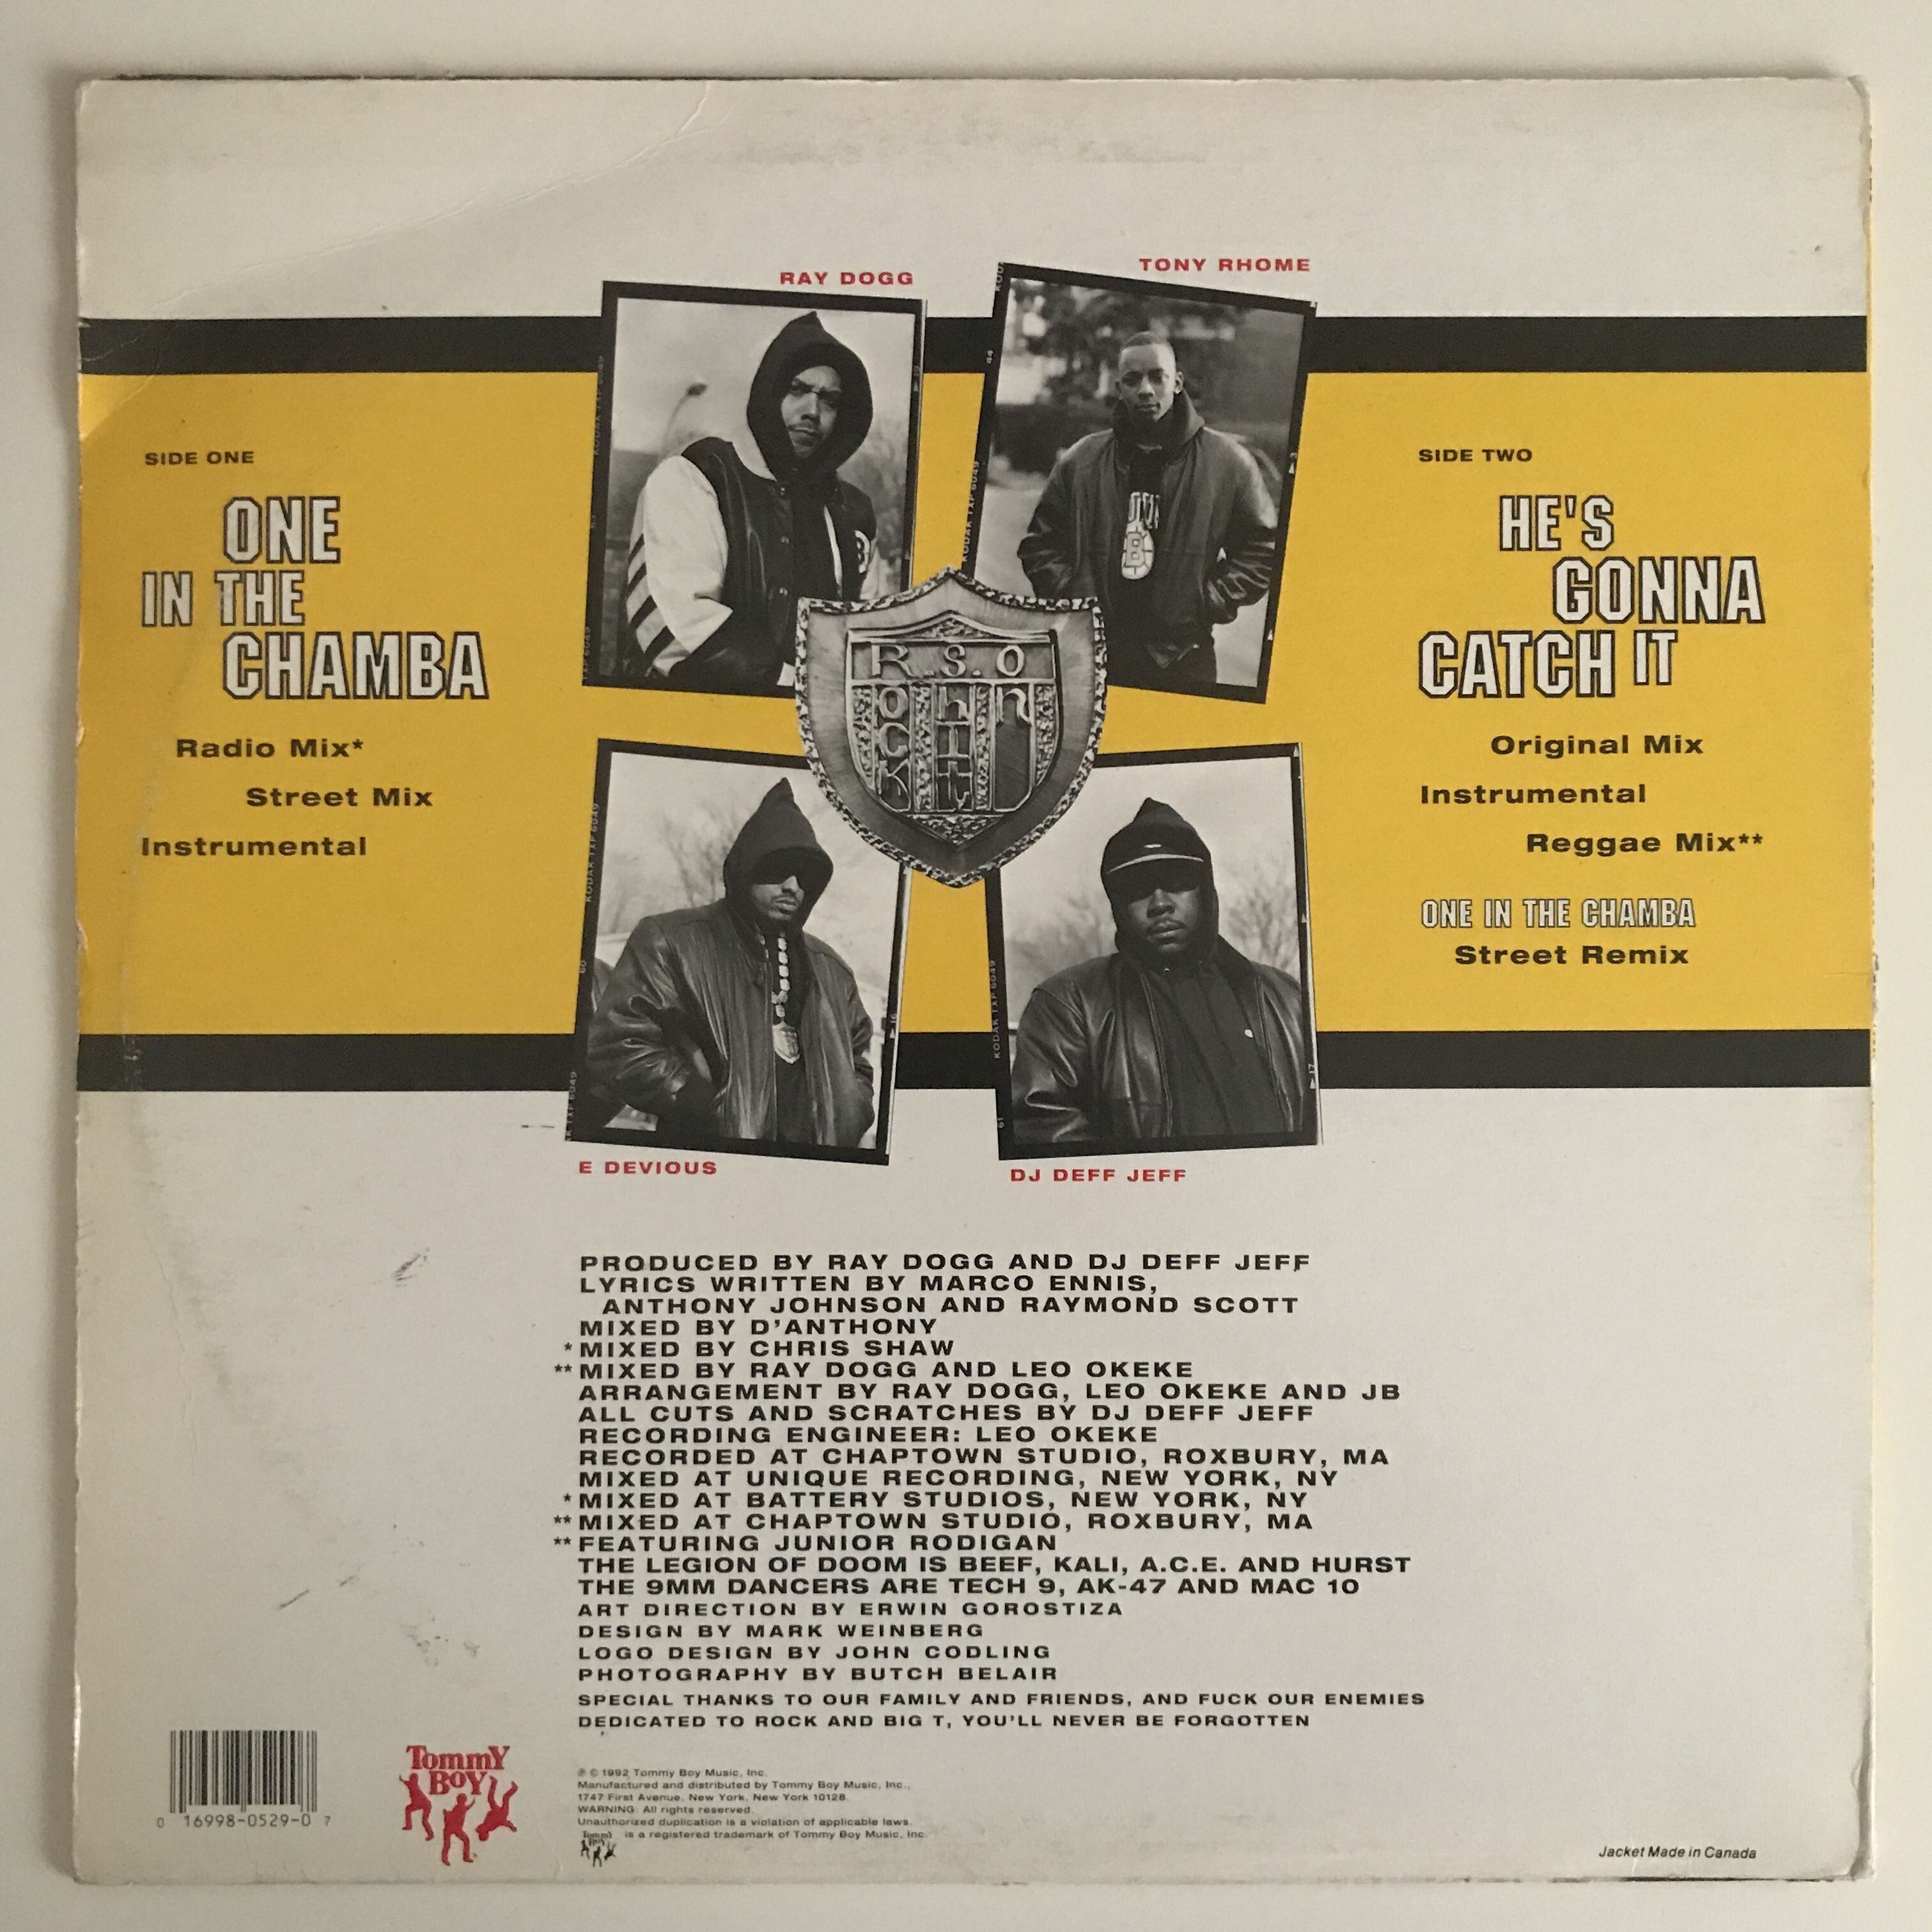 RAY DOGG
TONY RHOME
SIDE ONE
ONE
IN THE
CHAMBA
Radio Mix*
Street Mix
Instrumental
R.S.O
ROCK
SIDE TWO
HE'S
GONNA
CATCH IT
Original Mix
Instrumental
Reggae Mix**
ONE IN THE CHAMBA
Street Remix
E DEVIOUS
DJ DEFF JEFF
PRODUCED BY RAY DOGG AND DJ DEFF JEFF
LYRICS WRITTEN BY MARCO ENNIS,
ANTHONY JOHNSON AND RAYMOND SCOTT
MIXED BY D'ANTHONY
*MIXED BY CHRIS SHAW
**MIXED BY RAY DOGG AND LEO OKEKE
ARRANGEMENT BY RAY DOGG, LEO OKEKE AND JB
ALL CUTS AND SCRATCHES BY DJ DEFF JEFF
RECORDING ENGINEER: LEO OKEKE
RECORDED AT CHAPTOWN STUDIO, ROXBURY, MA
MIXED AT UNIQUE RECORDING, NEW YORK, NY
*MIXED AT BATTERY STUDIOS, NEW YORK, NY
**MIXED AT CHAPTOWN STUDIO, ROXBURY, MA
**FEATURING JUNIOR RODIGAN
THE LEGION OF DOOM IS BEEF, KALI, A.C.E. AND HURST
THE 9MM DANCERS ARE TECH 9, AK-47 AND MAC 10
ART DIRECTION BY ERWIN GOROSTIZA
DESIGN BY MARK WEINBERG
LOGO DESIGN BY JOHN CODLING
PHOTOGRAPHY BY BUTCH BELAIR
SPECIAL THANKS TO OUR FAMILY AND FRIENDS, AND FUCK OUR ENEMIES
DEDICATED TO ROCK AND BIG T, YOU'LL NEVER BE FORGOTTEN
0 16998-0529-0 7
Tommy
Boy
℗ © 1992 Tommy Boy Music, Inc.
Manufactured and distributed by Tommy Boy Music, Inc.,
1747 First Avenue, New York, New York 10128.
WARNING: All rights reserved.
Unauthorized duplication is a violation of applicable laws.
Tommy Boy is a registered trademark of Tommy Boy Music, Inc.
Jacket Made in Canada